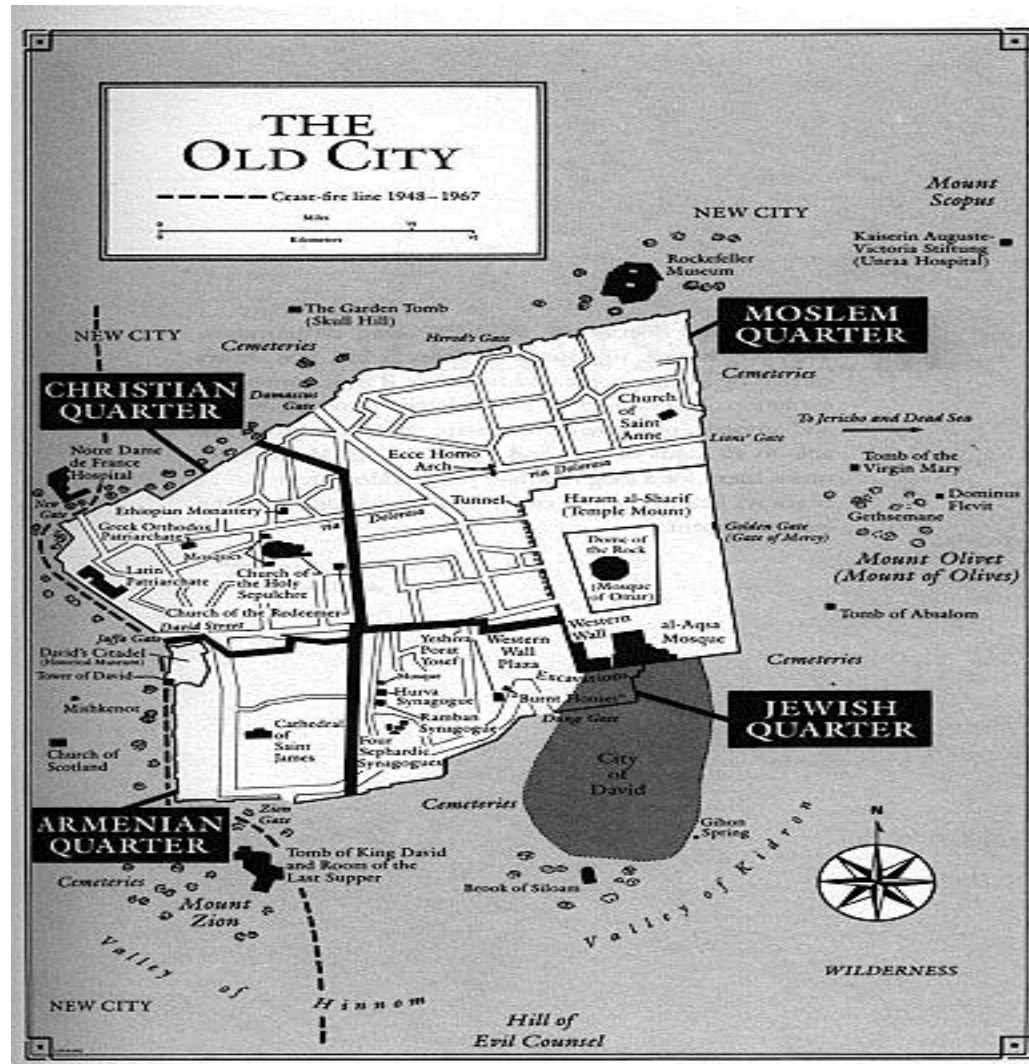 THE
OLD CITY
Cease-fire line 1948–1967
Miles
Kilometers
Mount
Scopus
NEW CITY
Kaiserin Auguste-
Victoria Stiftung
(Unraa Hospital)
Rockefeller
Museum
The Garden Tomb
(Skull Hill)
NEW CITY
Cemeteries
Herod's Gate
MOSLEM
QUARTER
Cemeteries
CHRISTIAN
QUARTER
Damascus
Gate
Church
of
Saint
Anne
To Jericho and Dead Sea
Lions' Gate
Notre Dame
de France
Hospital
Ecce Homo
Arch
via Dolorosa
Tomb of the
Virgin Mary
New
Gate
Ethiopian Monastery
Tunnel
Haram al-Sharif
(Temple Mount)
Dominus
Flevit
Gethsemane
Greek Orthodox
Patriarchate
via Dolorosa
Golden Gate
(Gate of Mercy)
Mosques
Dome of
the Rock
(Mosque
of Omar)
Mount Olivet
(Mount of Olives)
Latin
Patriarchate
Church of
the Holy
Sepulchre
Church of the Redeemer
David Street
Tomb of Absalom
Jaffa Gate
Western
Wall
al-Aqsa
Mosque
David's Citadel
(Historical Museum)
Tower of David
Yeshiva
Porat
Yosef
Western
Wall
Plaza
Cemeteries
Mosque
Excavations
Mishkenot
Hurva
Synagogue
"Burnt Houses"
JEWISH
QUARTER
Cathedral
of
Saint
James
Ramban
Synagogue
Dung Gate
Church of
Scotland
Four
Sephardic
Synagogues
City
of
David
Cemeteries
ARMENIAN
QUARTER
Zion
Gate
Gihon
Spring
N
Tomb of King David
and Room of the
Last Supper
Cemeteries
Brook of Siloam
Valley of Kidron
Mount
Zion
Valley of Hinnom
WILDERNESS
NEW CITY
Hill of
Evil Counsel